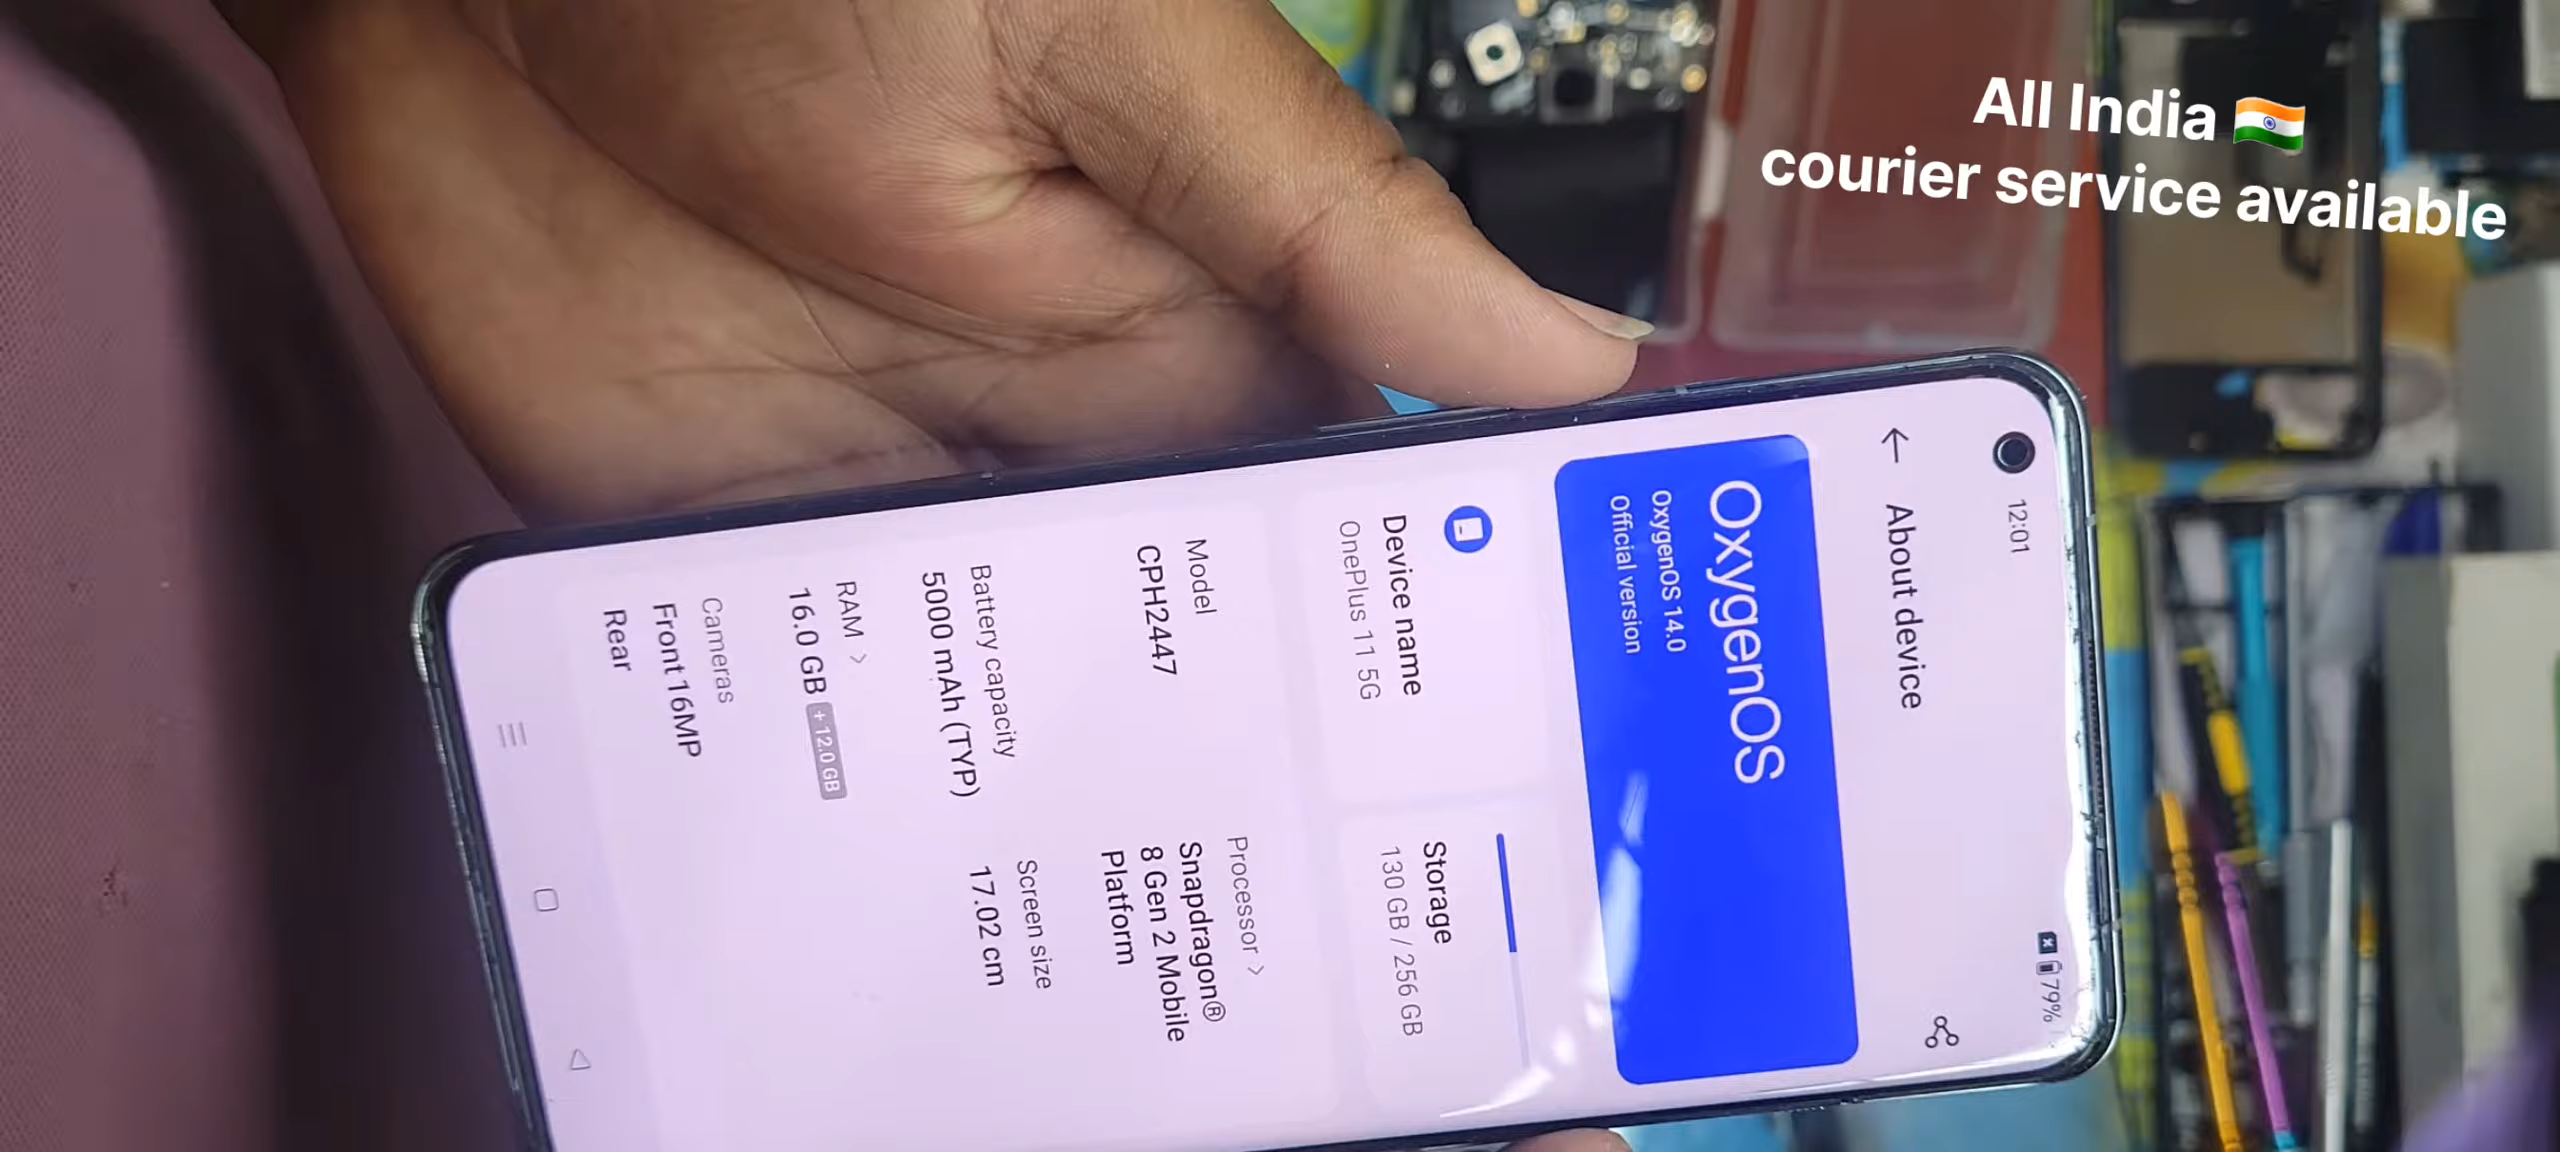 All India 🇮🇳
courier service available
12:01
79%
About device
OxygenOS
OxygenOS 14.0
Official version
Device name
OnePlus 11 5G
Storage
130 GB / 256 GB
Model
CPH2447
Processor >
Snapdragon®
8 Gen 2 Mobile
Platform
Battery capacity
5000 mAh (TYP)
Screen size
17.02 cm
RAM >
16.0 GB +12.0 GB
Cameras
Front 16MP
Rear